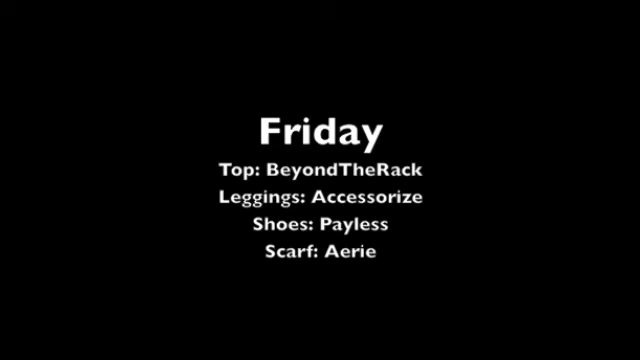 Friday
Top: BeyondTheRack
Leggings: Accessorize
Shoes: Payless
Scarf: Aerie